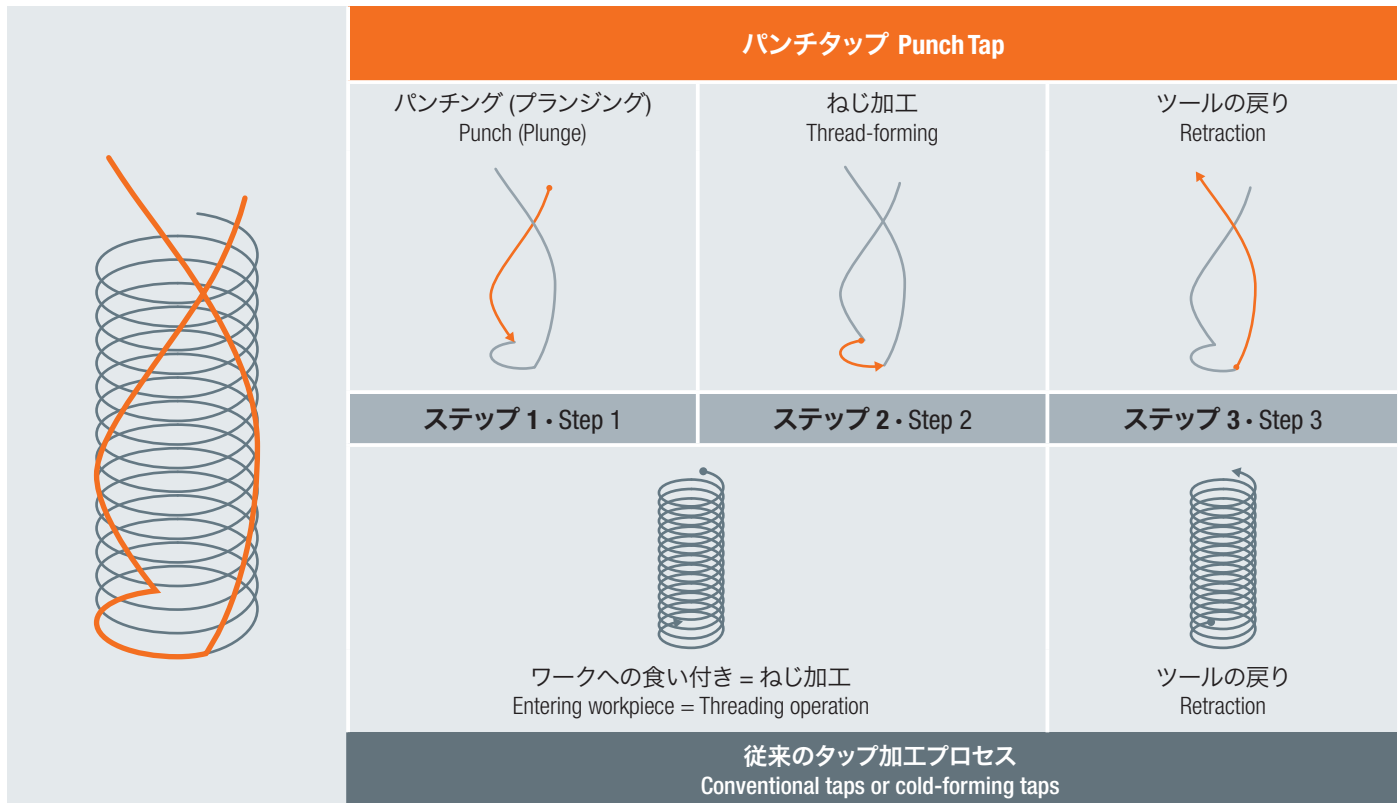 パンチタップ Punch Tap
パンチング (プランジング)
Punch (Plunge)
ねじ加工
Thread-forming
ツールの戻り
Retraction
ステップ 1 • Step 1
ステップ 2 • Step 2
ステップ 3 • Step 3
ワークへの食い付き = ねじ加工
Entering workpiece = Threading operation
ツールの戻り
Retraction
従来のタップ加工プロセス
Conventional taps or cold-forming taps